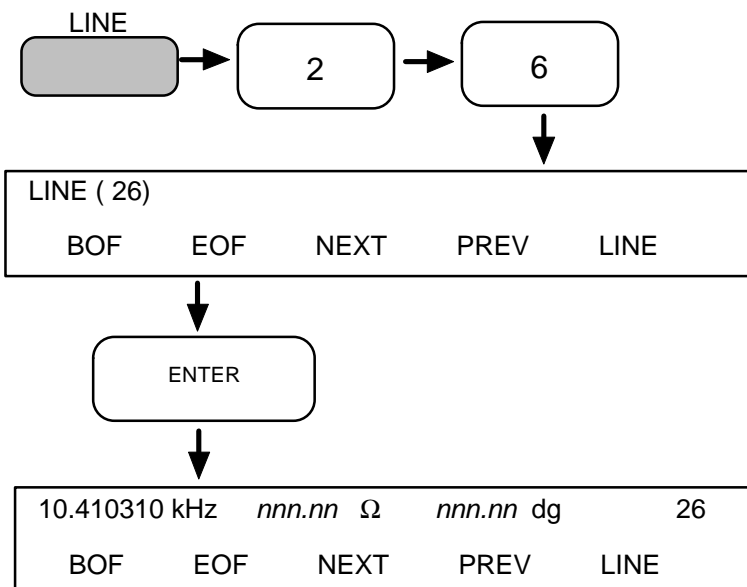 LINE
2
6
LINE ( 26)
BOF EOF NEXT PREV LINE
ENTER
10.410310 kHz nnn.nn Ω nnn.nn dg 26
BOF EOF NEXT PREV LINE